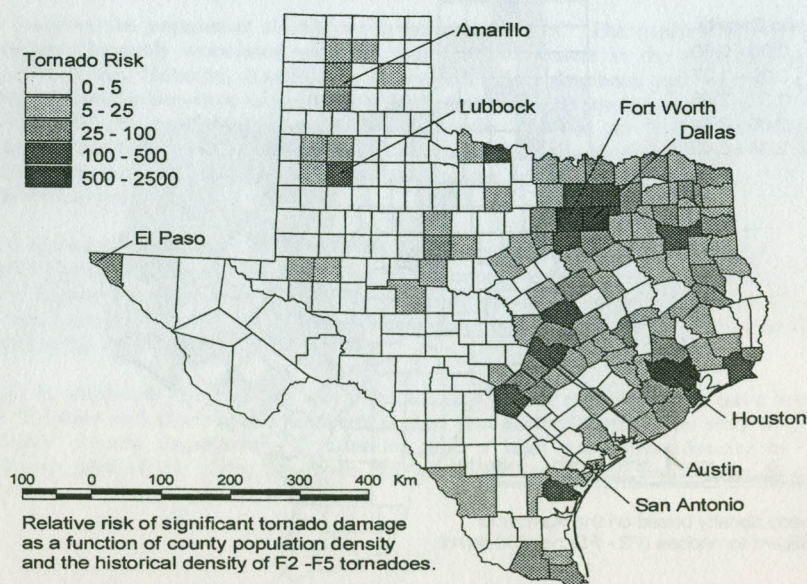 Amarillo
Tornado Risk
0 - 5
5 - 25
25 - 100
100 - 500
500 - 2500
Lubbock
Fort Worth
Dallas
El Paso
Houston
Austin
San Antonio
100 0 100 200 300 400 Km
Relative risk of significant tornado damage
as a function of county population density
and the historical density of F2 -F5 tornadoes.